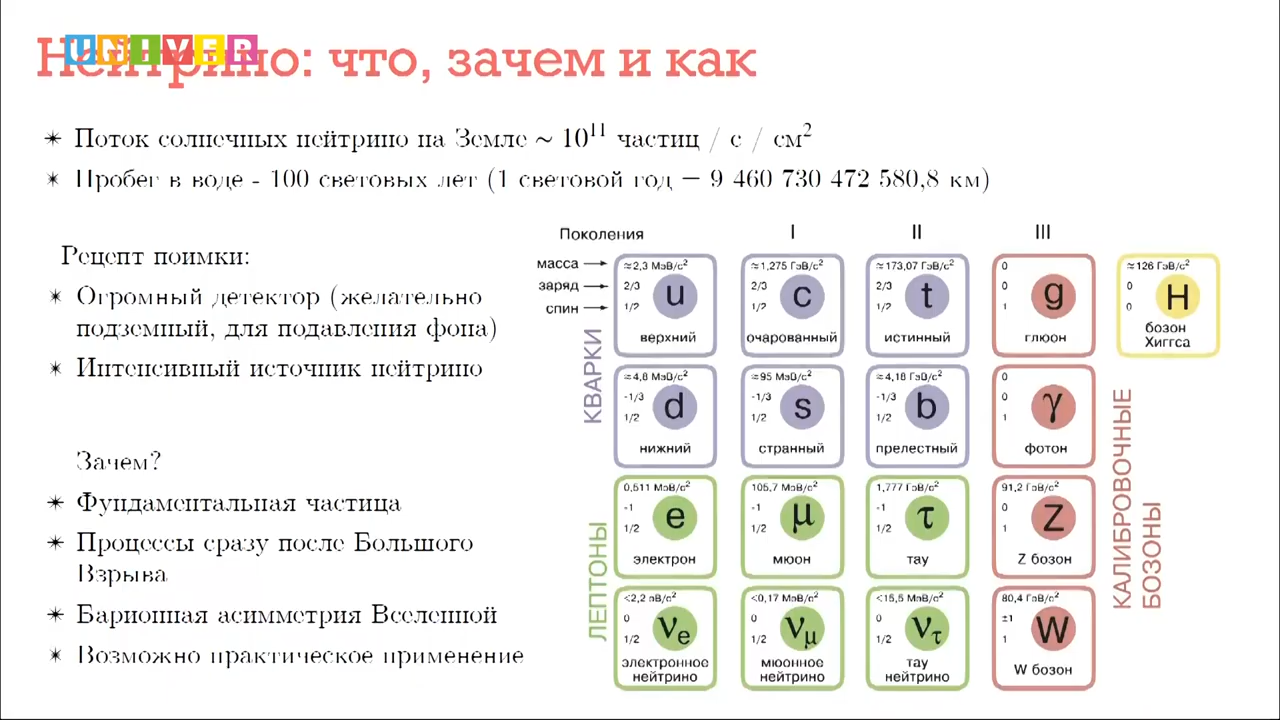 UNIVER
Нейтрино: что, зачем и как
✴ Поток солнечных нейтрино на Земле ~ 10¹¹ частиц / с / см²
✴ Пробег в воде - 100 световых лет (1 световой год = 9 460 730 472 580,8 км)
Рецепт поимки:
✴ Огромный детектор (желательно
подземный, для подавления фона)
✴ Интенсивный источник нейтрино
Зачем?
✴ Фундаментальная частица
✴ Процессы сразу после Большого
Взрыва
✴ Барионная асимметрия Вселенной
✴ Возможно практическое применение
Поколения I II III
масса →
заряд →
спин →
КВАРКИ
≈2,3 МэВ/c²
2/3
1/2
u
верхний
≈1,275 ГэВ/c²
2/3
1/2
c
очарованный
≈173,07 ГэВ/c²
2/3
1/2
t
истинный
0
0
1
g
глюон
≈126 ГэВ/c²
0
0
H
бозон
Хиггса
≈4,8 МэВ/c²
-1/3
1/2
d
нижний
≈95 МэВ/c²
-1/3
1/2
s
странный
≈4,18 ГэВ/c²
-1/3
1/2
b
прелестный
0
0
1
γ
фотон
ЛЕПТОНЫ
0,511 МэВ/c²
-1
1/2
e
электрон
105,7 МэВ/c²
-1
1/2
μ
мюон
1,777 ГэВ/c²
-1
1/2
τ
тау
91,2 ГэВ/c²
0
1
Z
Z бозон
<2,2 эВ/c²
0
1/2
νe
электронное
нейтрино
<0,17 МэВ/c²
0
1/2
νμ
мюонное
нейтрино
<15,5 МэВ/c²
0
1/2
ντ
тау
нейтрино
80,4 ГэВ/c²
±1
1
W
W бозон
КАЛИБРОВОЧНЫЕ
БОЗОНЫ